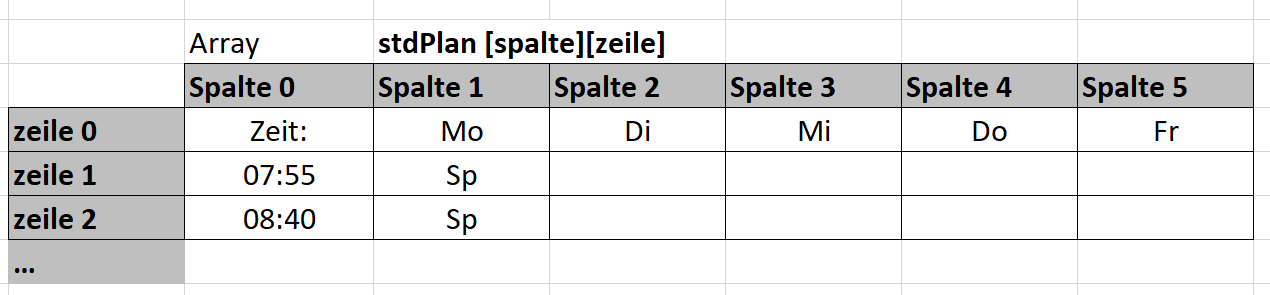 Array stdPlan [spalte][zeile]
Spalte 0 Spalte 1 Spalte 2 Spalte 3 Spalte 4 Spalte 5
zeile 0 Zeit: Mo Di Mi Do Fr
zeile 1 07:55 Sp
zeile 2 08:40 Sp
...